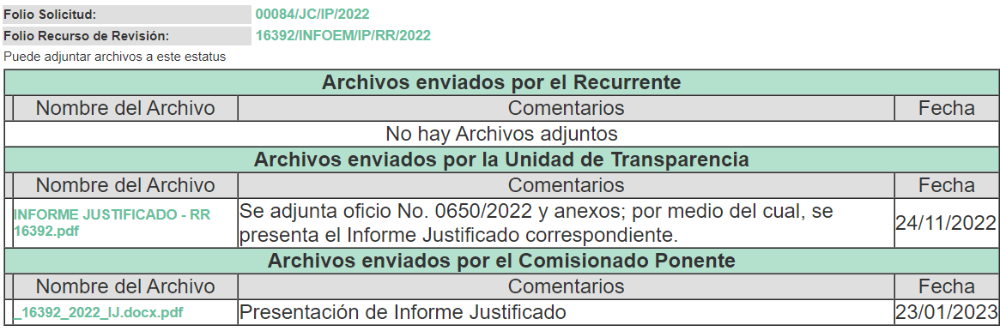 Folio Solicitud: 00084/JC/IP/2022
Folio Recurso de Revisión: 16392/INFOEM/IP/RR/2022
Puede adjuntar archivos a este estatus
Archivos enviados por el Recurrente
Nombre del Archivo Comentarios Fecha
No hay Archivos adjuntos
Archivos enviados por la Unidad de Transparencia
Nombre del Archivo Comentarios Fecha
INFORME JUSTIFICADO - RR
16392.pdf
Se adjunta oficio No. 0650/2022 y anexos; por medio del cual, se
presenta el Informe Justificado correspondiente.
24/11/2022
Archivos enviados por el Comisionado Ponente
Nombre del Archivo Comentarios Fecha
_16392_2022_IJ.docx.pdf Presentación de Informe Justificado 23/01/2023